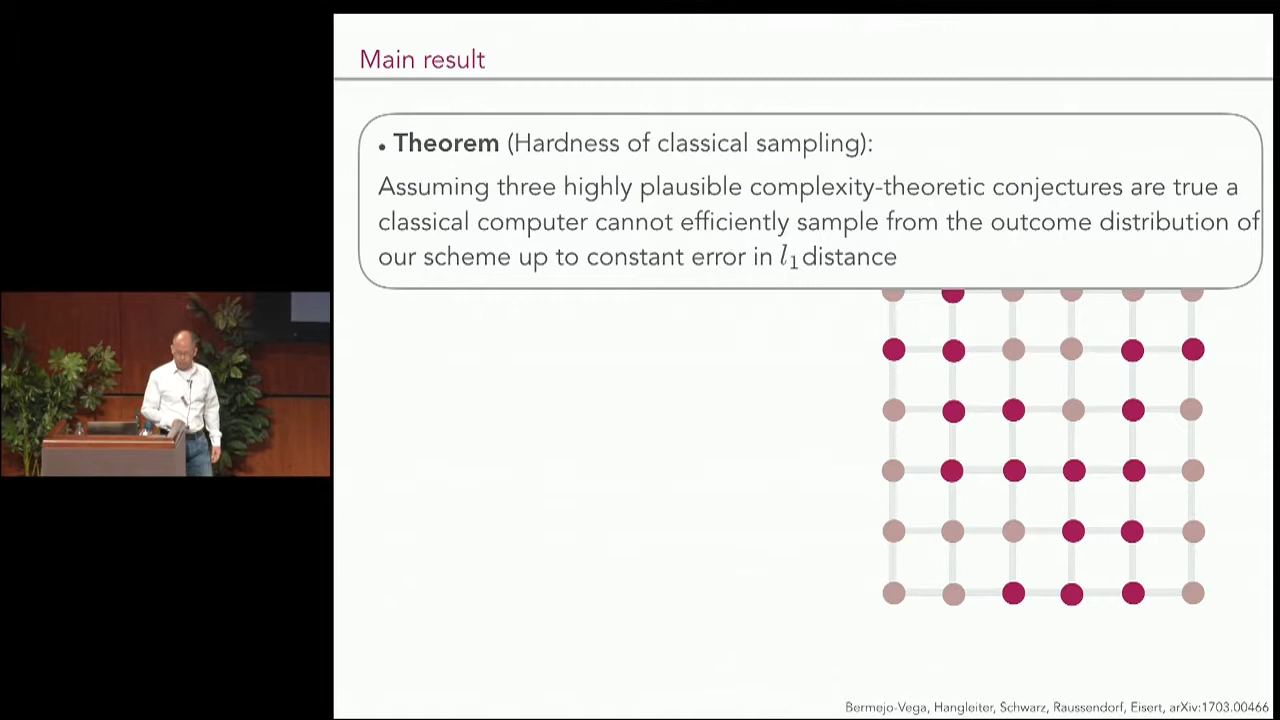 Main result
• Theorem (Hardness of classical sampling):
Assuming three highly plausible complexity-theoretic conjectures are true a
classical computer cannot efficiently sample from the outcome distribution of
our scheme up to constant error in l₁ distance
Bermejo-Vega, Hangleiter, Schwarz, Raussendorf, Eisert, arXiv:1703.00466